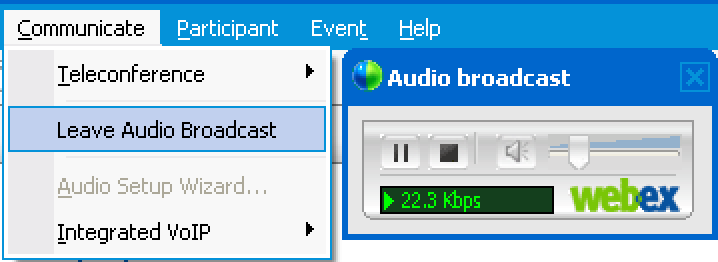 Communicate Participant Event Help
Teleconference
Leave Audio Broadcast
Audio Setup Wizard...
Integrated VoIP
Audio broadcast
22.3 Kbps
webex